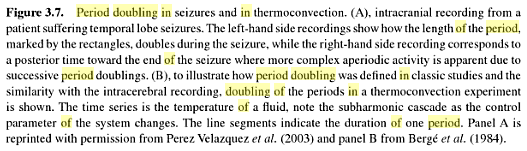 Figure 3.7. Period doubling in seizures and in thermoconvection. (A), intracranial recording from a
patient suffering temporal lobe seizures. The left-hand side recordings show how the length of the period,
marked by the rectangles, doubles during the seizure, while the right-hand side recording corresponds to
a posterior time toward the end of the seizure where more complex aperiodic activity is apparent due to
successive period doublings. (B), to illustrate how period doubling was defined in classic studies and the
similarity with the intracerebral recording, doubling of the periods in a thermoconvection experiment
is shown. The time series is the temperature of a fluid, note the subharmonic cascade as the control
parameter of the system changes. The line segments indicate the duration of one period. Panel A is
reprinted with permission from Perez Velazquez et al. (2003) and panel B from Bergé et al. (1984).